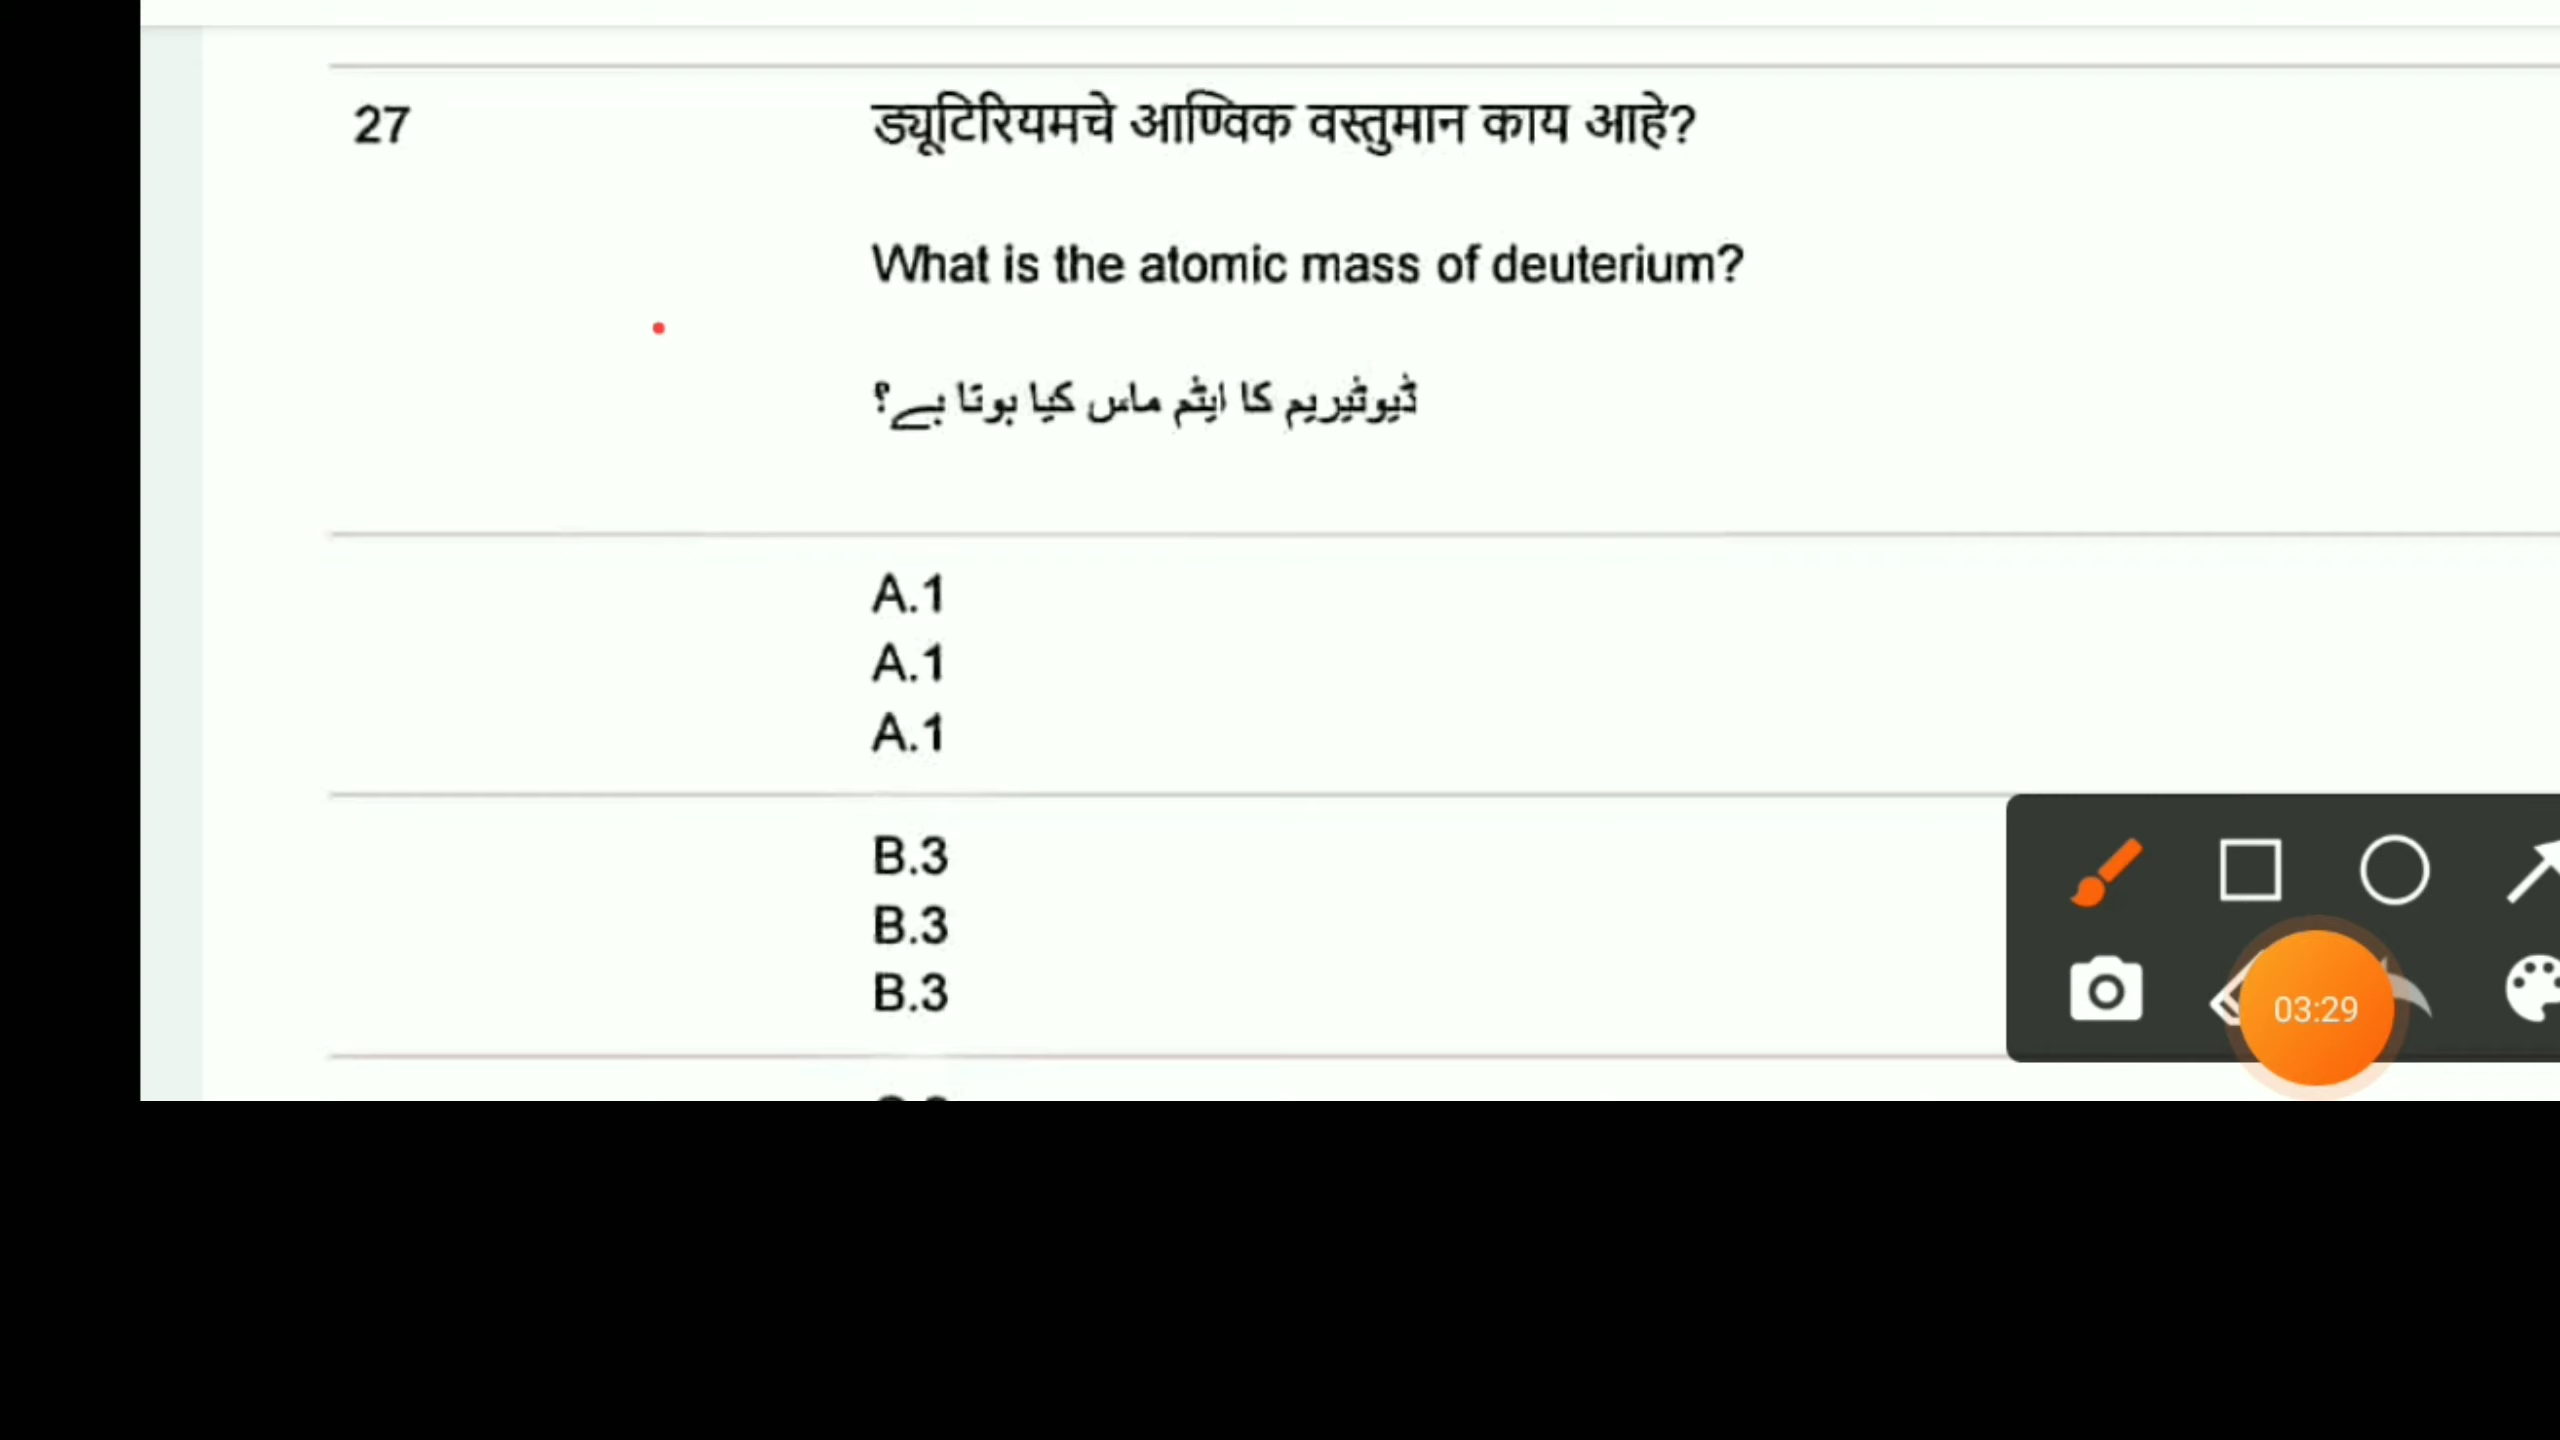 27
ड्यूटिरियमचे आण्विक वस्तुमान काय आहे?
What is the atomic mass of deuterium?
ڈیوٹیریم کا ایٹم ماس کیا ہوتا ہے؟
A.1
A.1
A.1
B.3
B.3
B.3
03:29